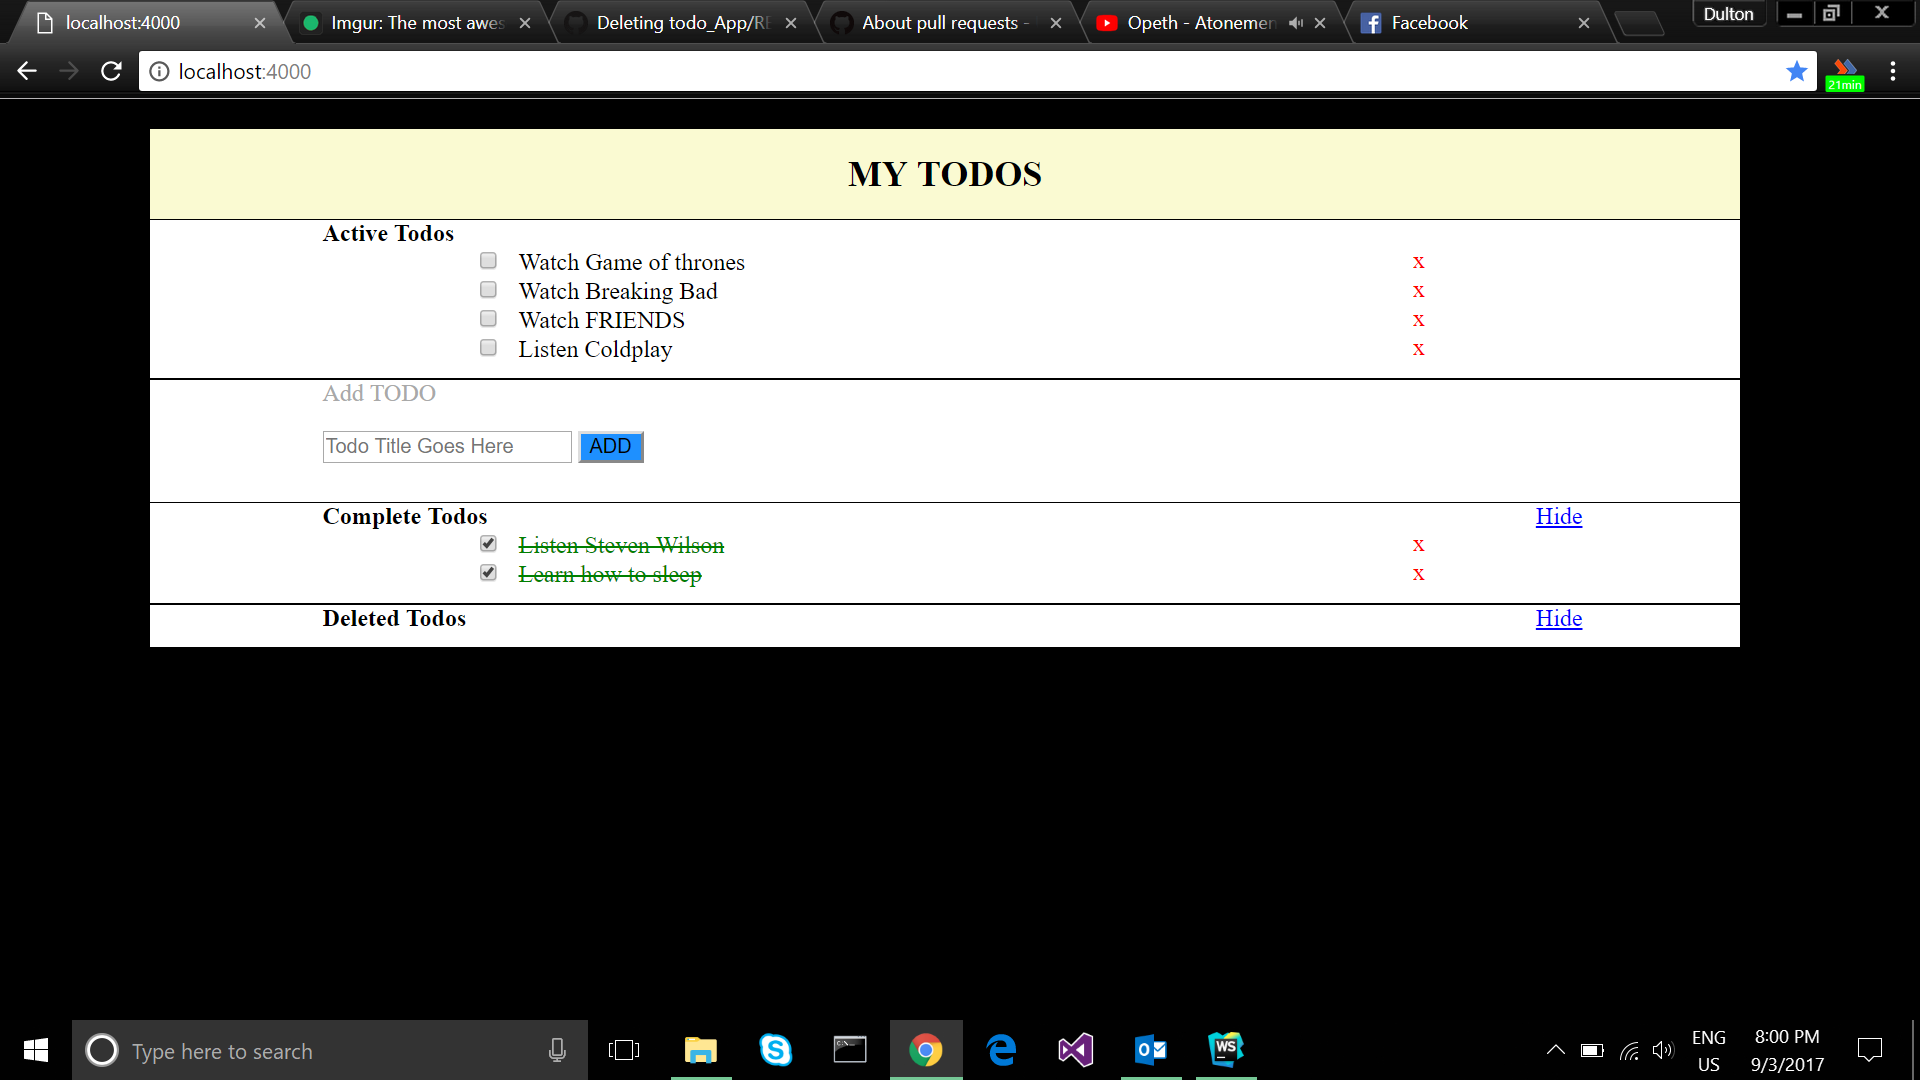 localhost:4000
Imgur: The most awes
Deleting todo_App/RE
About pull requests -
Opeth - Atonemen
Facebook
Dulton
localhost:4000
21min
MY TODOS
Active Todos
Watch Game of thrones x
Watch Breaking Bad x
Watch FRIENDS x
Listen Coldplay x
Add TODO
Todo Title Goes Here ADD
Complete Todos Hide
Listen Steven Wilson x
Learn how to sleep x
Deleted Todos Hide
Type here to search
WS
ENG
US
8:00 PM
9/3/2017